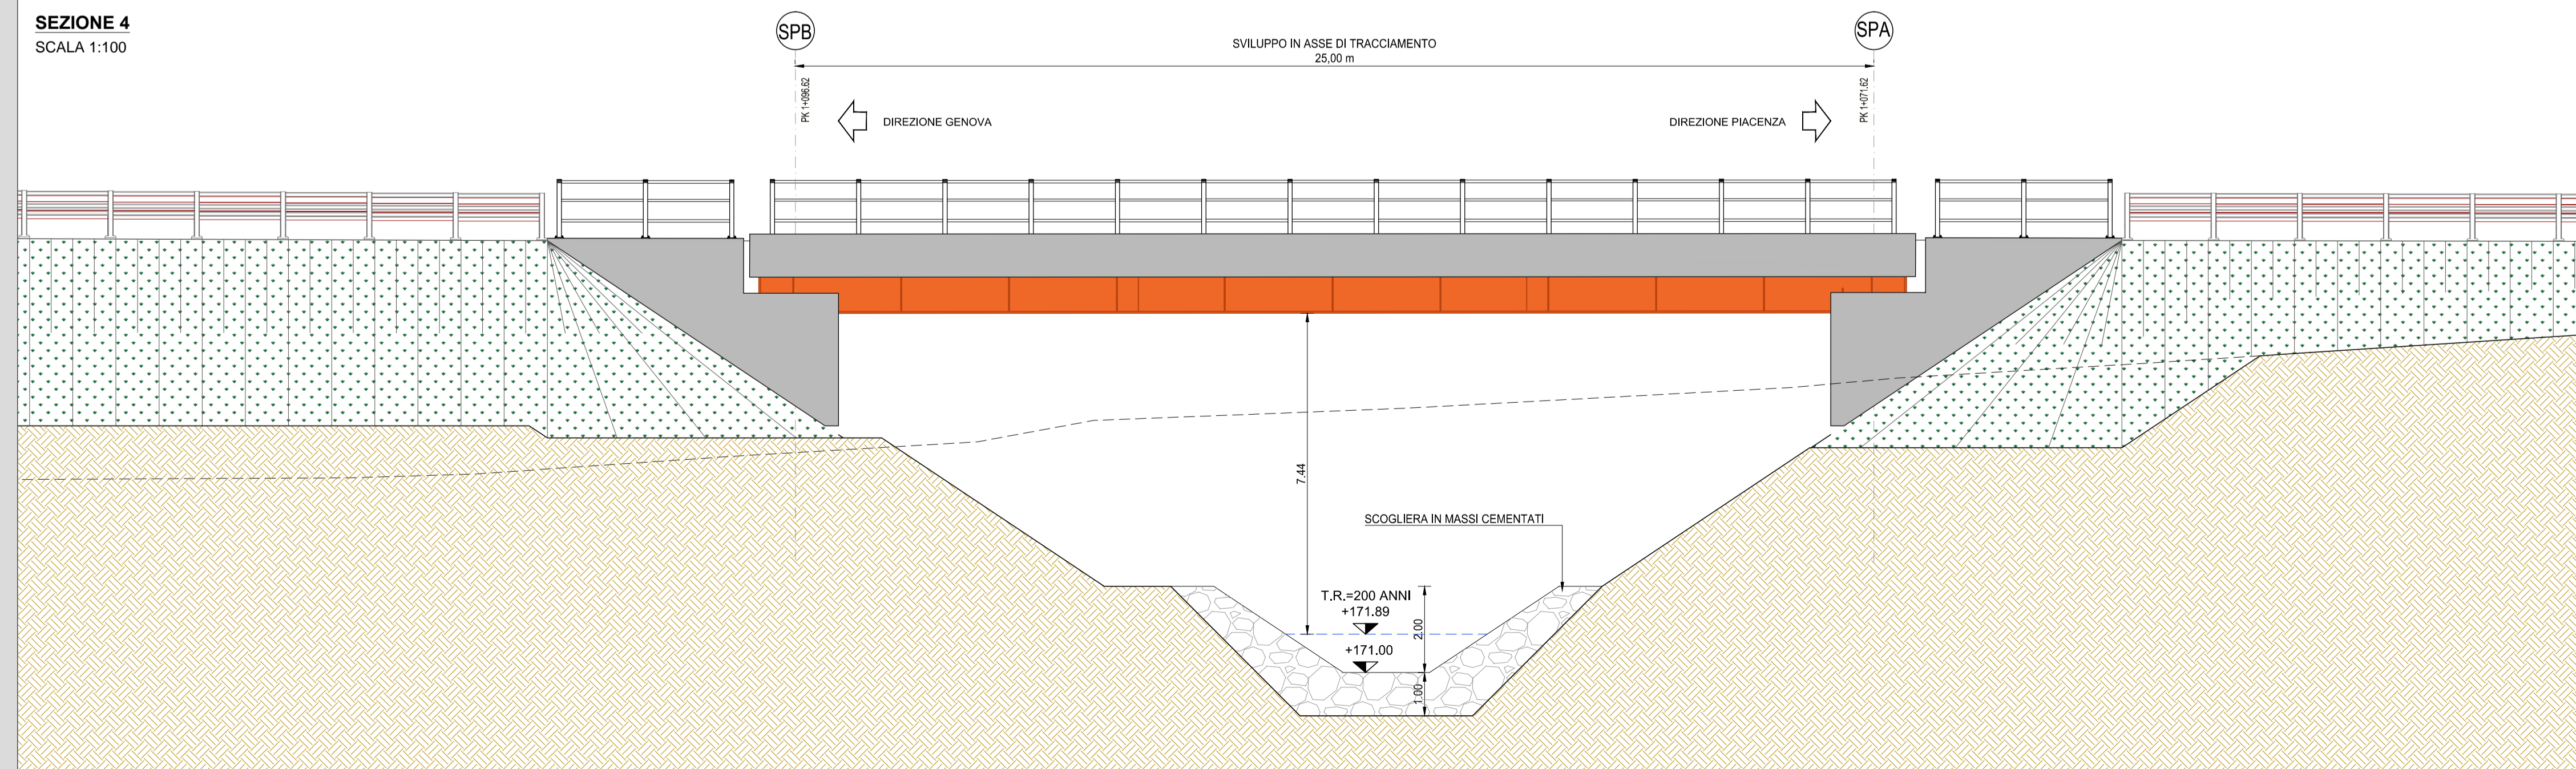 SEZIONE 4
SCALA 1:100
SPB
SPA
SVILUPPO IN ASSE DI TRACCIAMENTO
25,00 m
PK 1+096.62
PK 1+071.62
DIREZIONE GENOVA
DIREZIONE PIACENZA
7.44
SCOGLIERA IN MASSI CEMENTATI
T.R.=200 ANNI
+171.89
2.00
+171.00
1.00